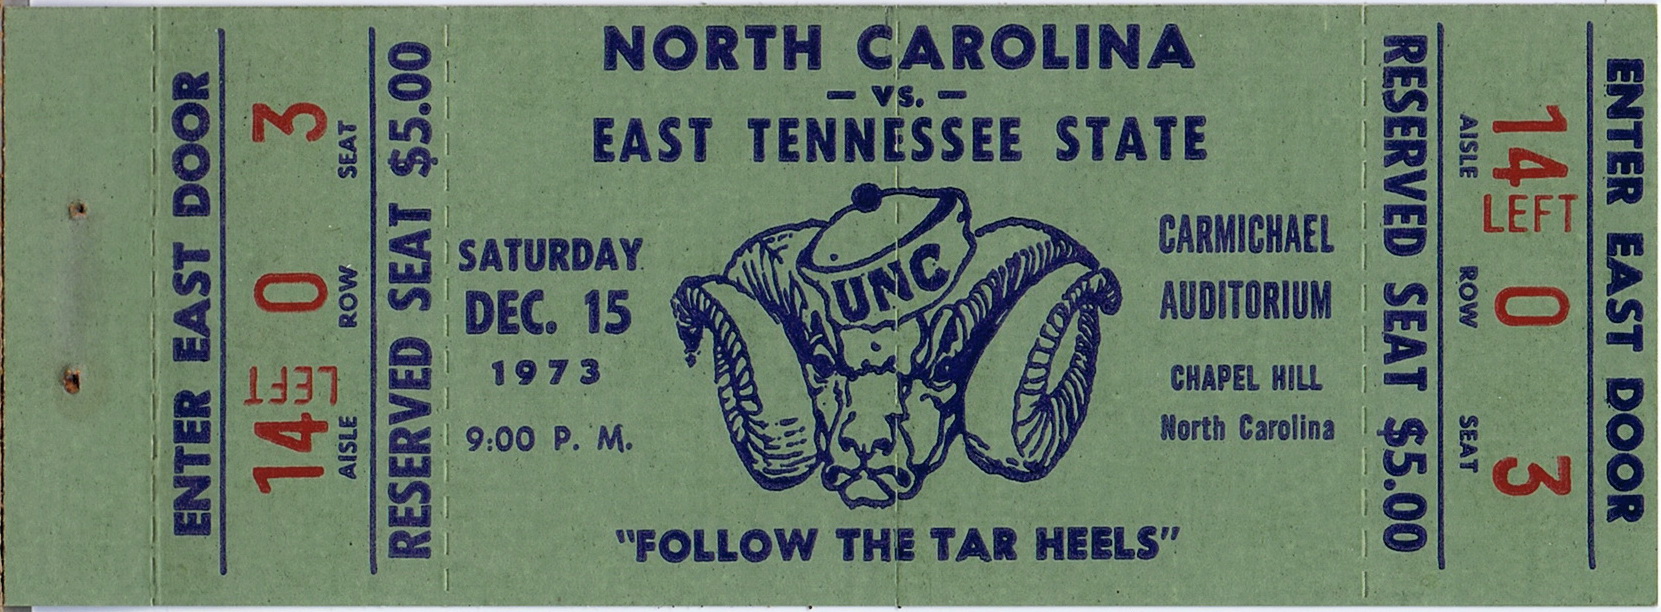 ENTER EAST DOOR
14 LEFT 0 3
AISLE ROW SEAT
RESERVED SEAT $5.00
NORTH CAROLINA
— VS. —
EAST TENNESSEE STATE
SATURDAY
DEC. 15
1973
9:00 P. M.
UNC
CARMICHAEL
AUDITORIUM
CHAPEL HILL
North Carolina
"FOLLOW THE TAR HEELS"
RESERVED SEAT $5.00
AISLE ROW SEAT
14 LEFT 0 3
ENTER EAST DOOR